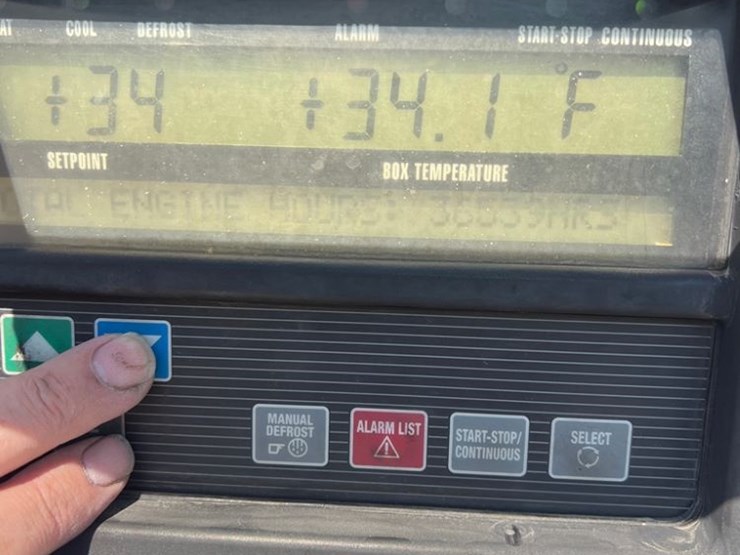 AT COOL DEFROST ALARM START-STOP CONTINUOUS
+34 +34.1 °F
SETPOINT BOX TEMPERATURE
ENGINE HOURS:
MANUAL DEFROST
ALARM LIST
START-STOP/
CONTINUOUS
SELECT